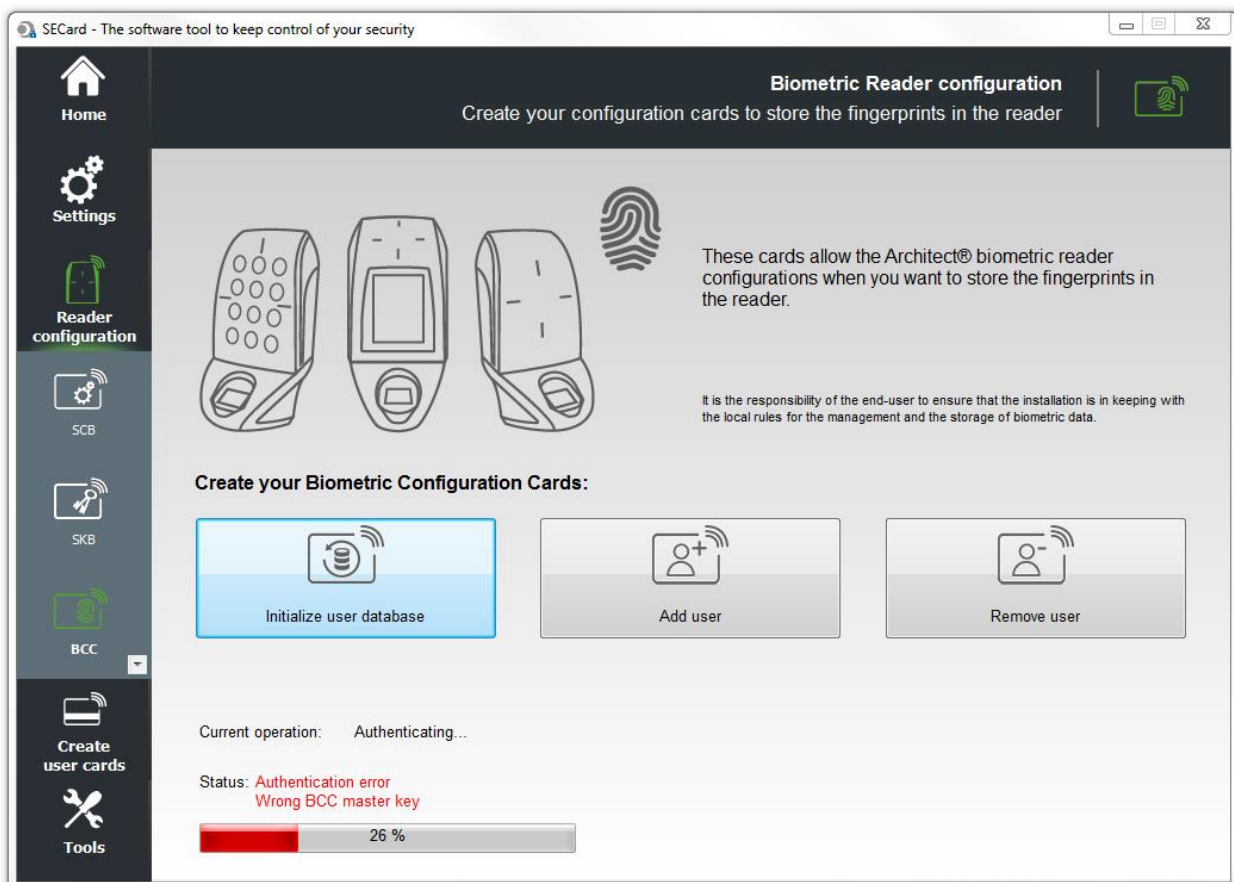 SECard - The software tool to keep control of your security
Home
Biometric Reader configuration
Create your configuration cards to store the fingerprints in the reader
Settings
Reader
configuration
SCB
SKB
BCC
Create
user cards
Tools
These cards allow the Architect® biometric reader
configurations when you want to store the fingerprints in
the reader.
It is the responsibility of the end-user to ensure that the installation is in keeping with
the local rules for the management and the storage of biometric data.
Create your Biometric Configuration Cards:
Initialize user database
Add user
Remove user
Current operation: Authenticating...
Status: Authentication error
Wrong BCC master key
26 %